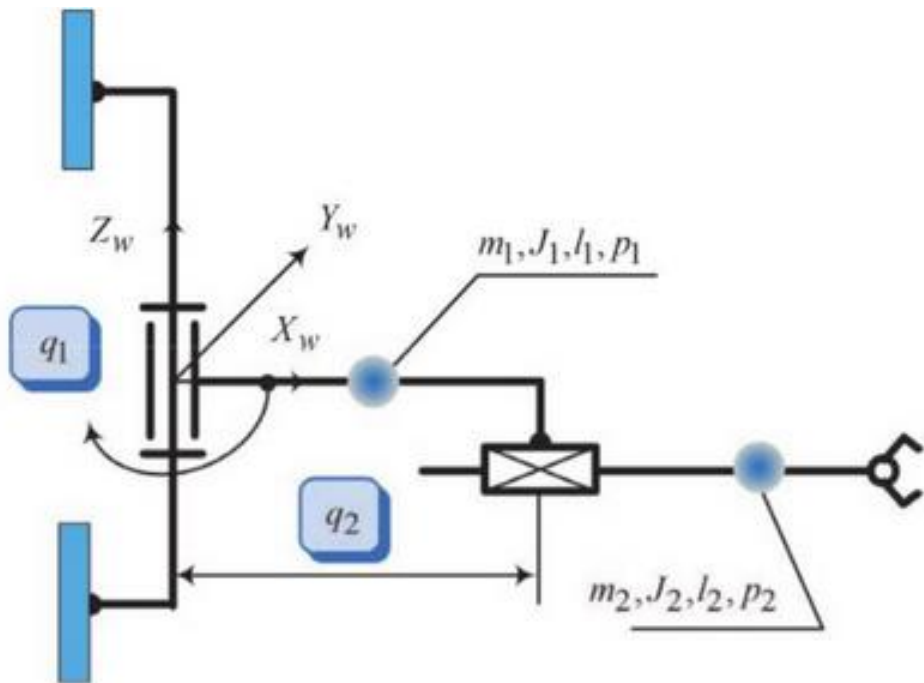 Z_w
Y_w
m_1, J_1, l_1, p_1
X_w
q_1
q_2
m_2, J_2, l_2, p_2